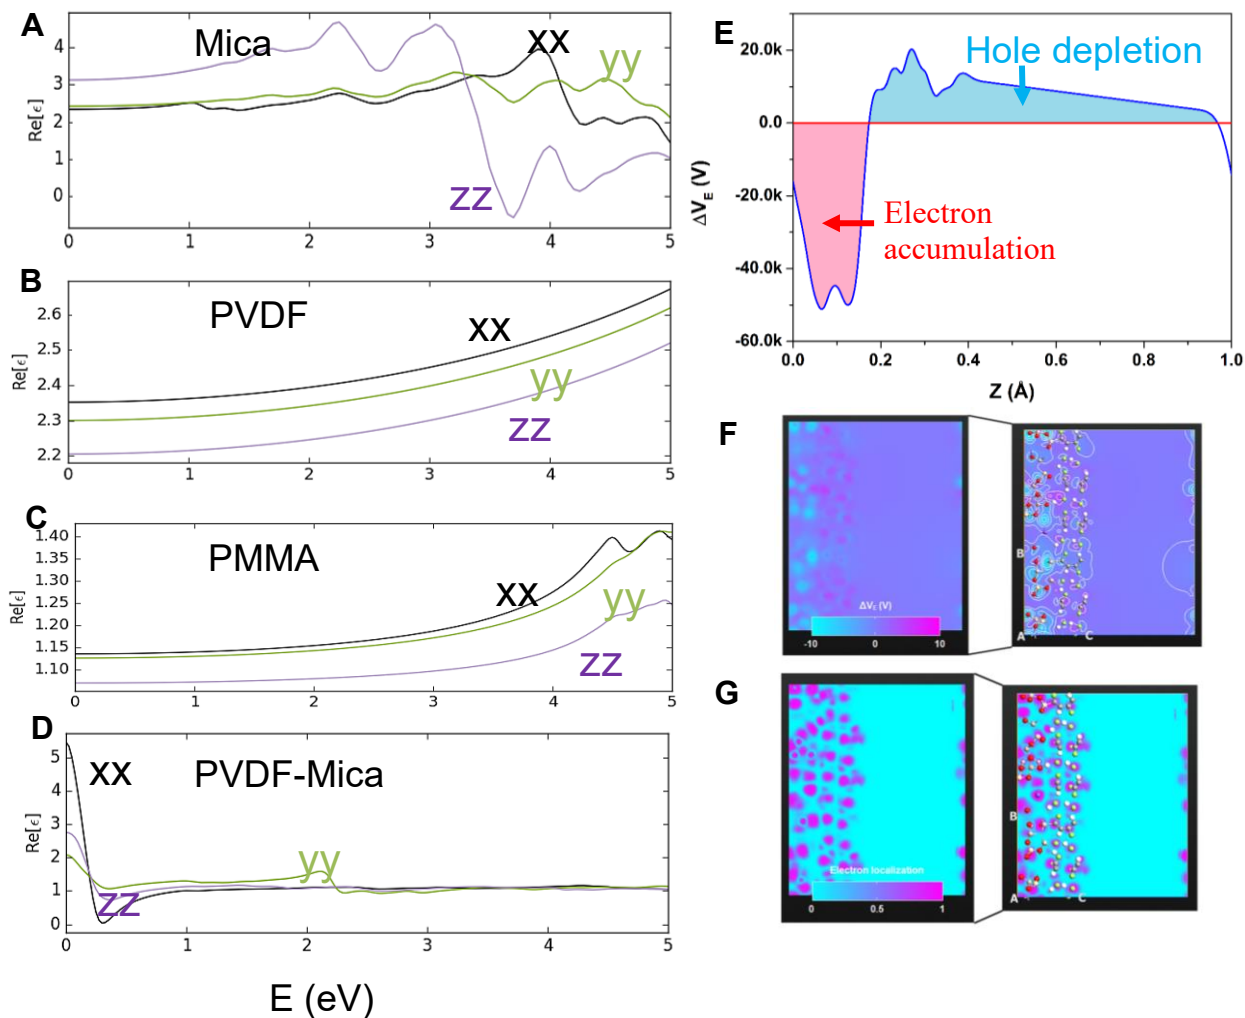 A
Mica
xx
yy
zz
Re[ϵ]
4
3
2
1
0
0 1 2 3 4 5
B
PVDF
xx
yy
zz
Re[ϵ]
2.6
2.5
2.4
2.3
2.2
0 1 2 3 4 5
C
PMMA
xx
yy
zz
Re[ϵ]
1.40
1.35
1.30
1.25
1.20
1.15
1.10
0 1 2 3 4 5
D
xx
PVDF-Mica
yy
zz
Re[ϵ]
5
4
3
2
1
0
0 1 2 3 4 5
E (eV)
E
20.0k
0.0
-20.0k
-40.0k
-60.0k
ΔVE (V)
Hole depletion
Electron
accumulation
0.0 0.2 0.4 0.6 0.8 1.0
Z (Å)
F
ΔVE (V)
-10 0 10
B
A C
G
Electron localization
0 0.5 1
B
A C